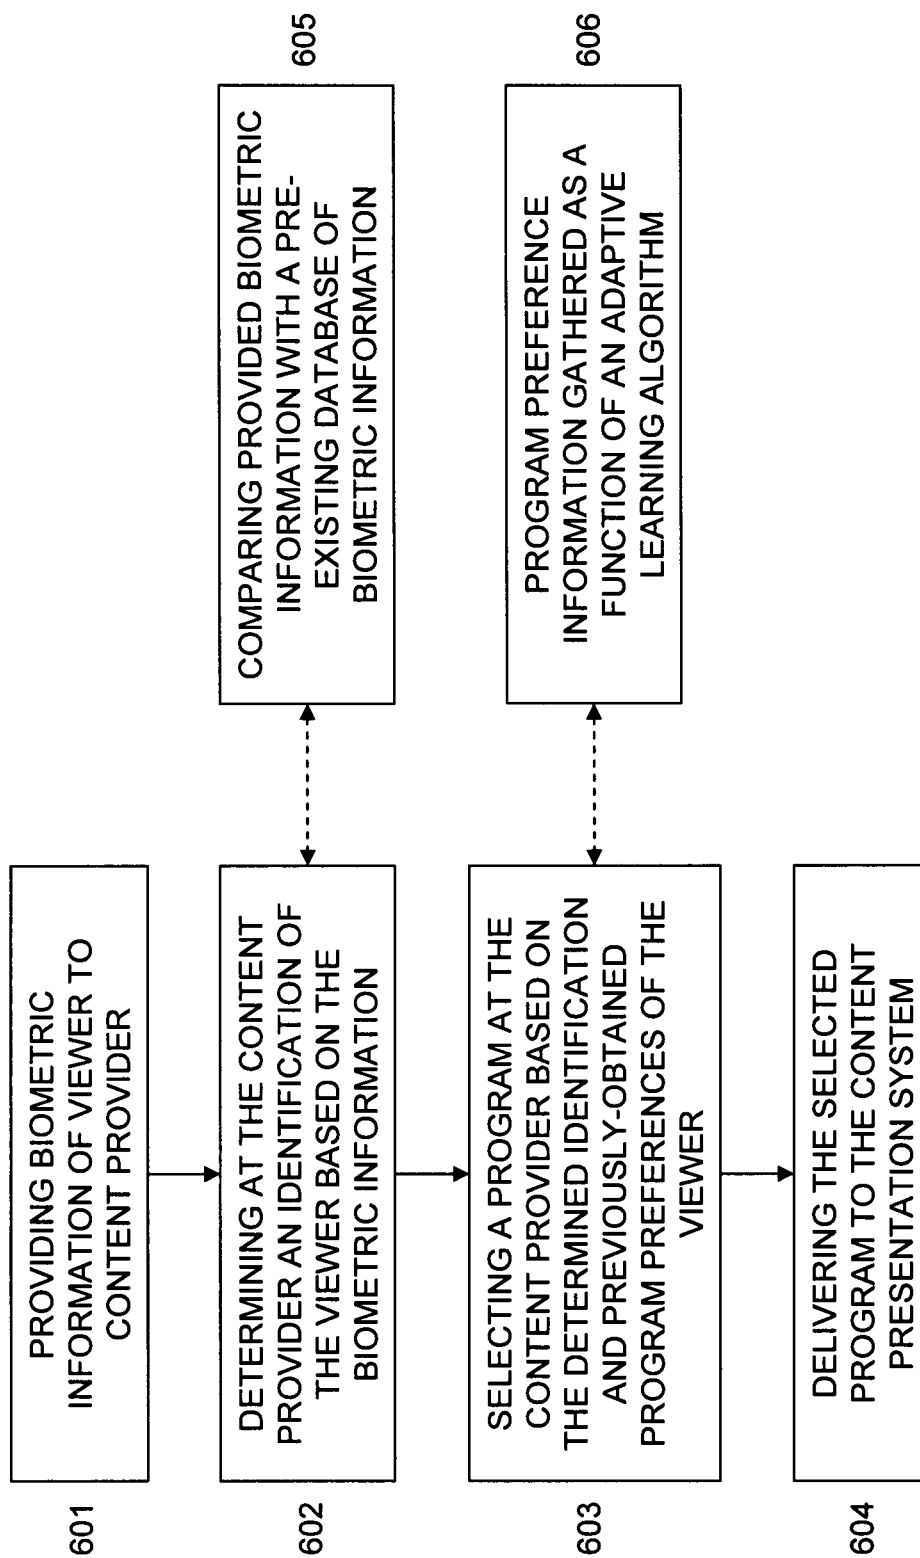 601
PROVIDING BIOMETRIC
INFORMATION OF VIEWER TO
CONTENT PROVIDER
602
DETERMINING AT THE CONTENT
PROVIDER AN IDENTIFICATION OF
THE VIEWER BASED ON THE
BIOMETRIC INFORMATION
COMPARING PROVIDED BIOMETRIC
INFORMATION WITH A PRE-
EXISTING DATABASE OF
BIOMETRIC INFORMATION
605
603
SELECTING A PROGRAM AT THE
CONTENT PROVIDER BASED ON
THE DETERMINED IDENTIFICATION
AND PREVIOUSLY-OBTAINED
PROGRAM PREFERENCES OF THE
VIEWER
PROGRAM PREFERENCE
INFORMATION GATHERED AS A
FUNCTION OF AN ADAPTIVE
LEARNING ALGORITHM
606
604
DELIVERING THE SELECTED
PROGRAM TO THE CONTENT
PRESENTATION SYSTEM